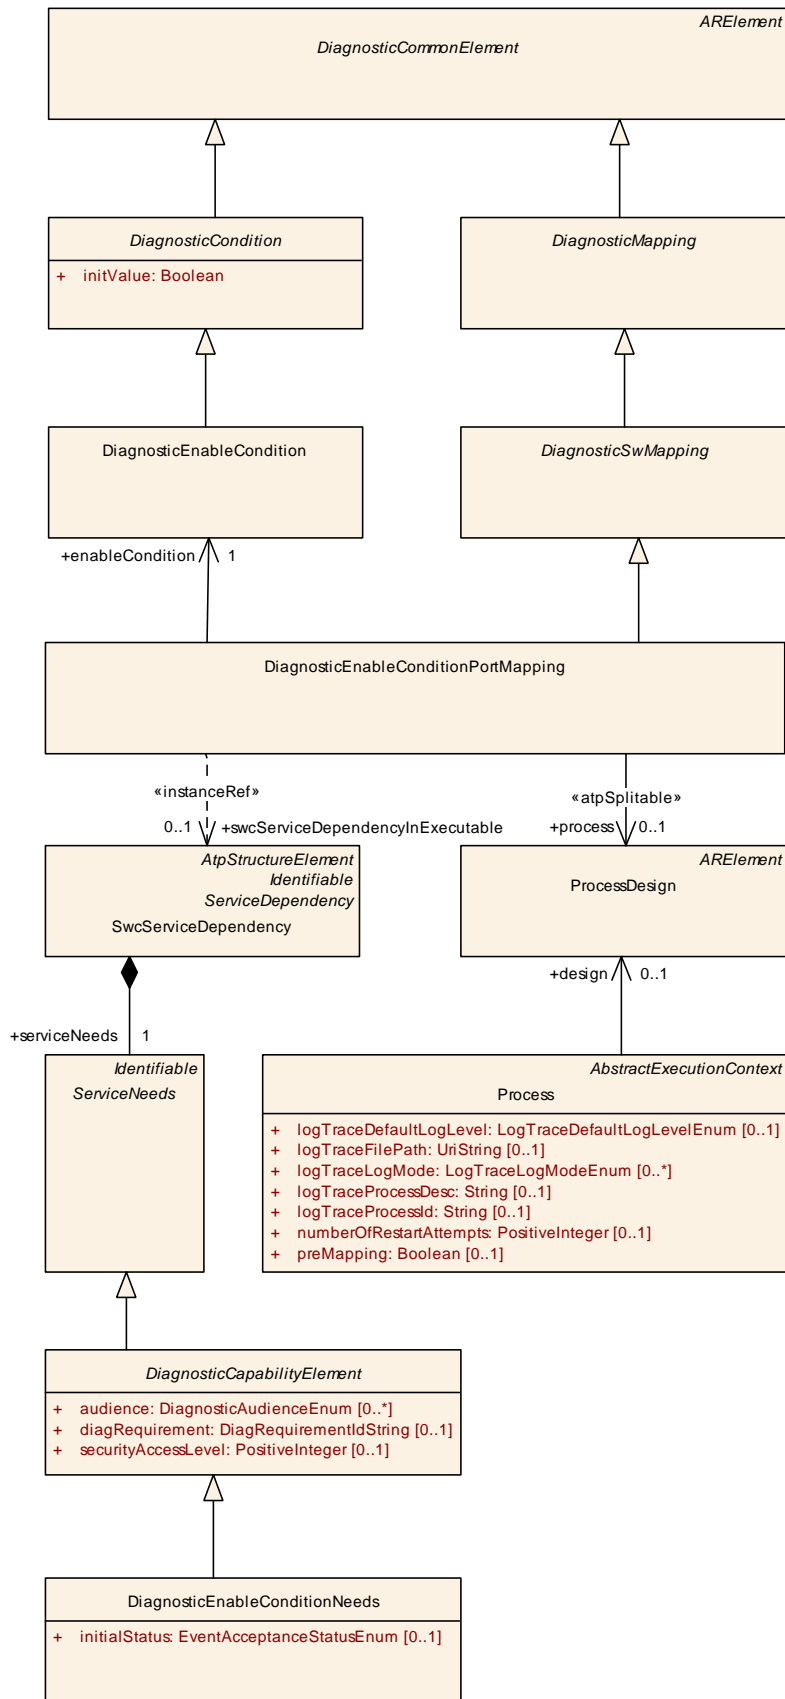 ARElement
DiagnosticCommonElement
DiagnosticCondition
+ initValue: Boolean
DiagnosticMapping
DiagnosticEnableCondition
DiagnosticSwMapping
+enableCondition 1
DiagnosticEnableConditionPortMapping
«instanceRef»
«atpSplitable»
0..1 +swcServiceDependencyInExecutable
+process 0..1
AtpStructureElement
Identifiable
ServiceDependency
SwcServiceDependency
ARElement
ProcessDesign
+design 0..1
+serviceNeeds 1
Identifiable
ServiceNeeds
AbstractExecutionContext
Process
+ logTraceDefaultLogLevel: LogTraceDefaultLogLevelEnum [0..1]
+ logTraceFilePath: UriString [0..1]
+ logTraceLogMode: LogTraceLogModeEnum [0..*]
+ logTraceProcessDesc: String [0..1]
+ logTraceProcessId: String [0..1]
+ numberOfRestartAttempts: PositiveInteger [0..1]
+ preMapping: Boolean [0..1]
DiagnosticCapabilityElement
+ audience: DiagnosticAudienceEnum [0..*]
+ diagRequirement: DiagRequirementIdString [0..1]
+ securityAccessLevel: PositiveInteger [0..1]
DiagnosticEnableConditionNeeds
+ initialStatus: EventAcceptanceStatusEnum [0..1]